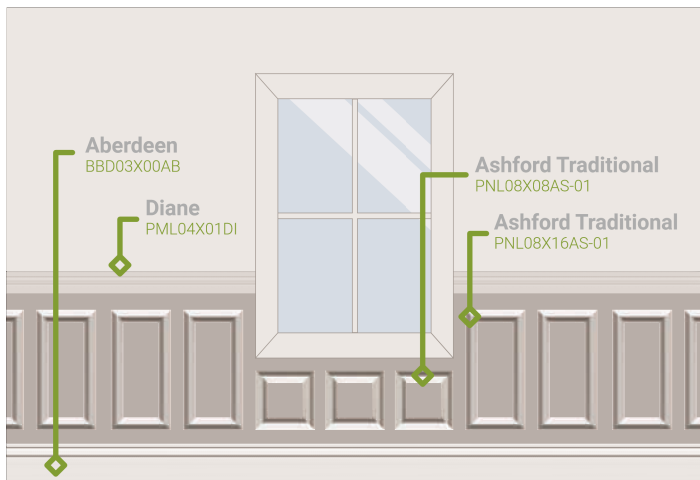 Aberdeen
BBD03X00AB
Diane
PML04X01DI
Ashford Traditional
PNL08X08AS-01
Ashford Traditional
PNL08X16AS-01